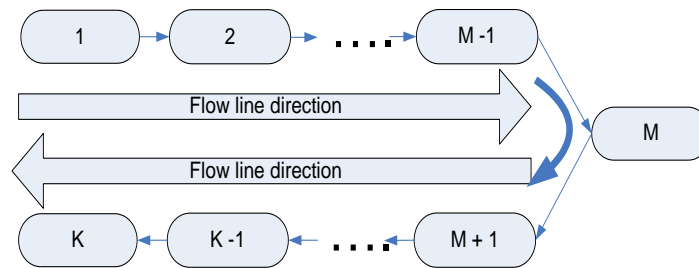 1
2
....
M -1
Flow line direction
M
Flow line direction
K
K -1
....
M + 1